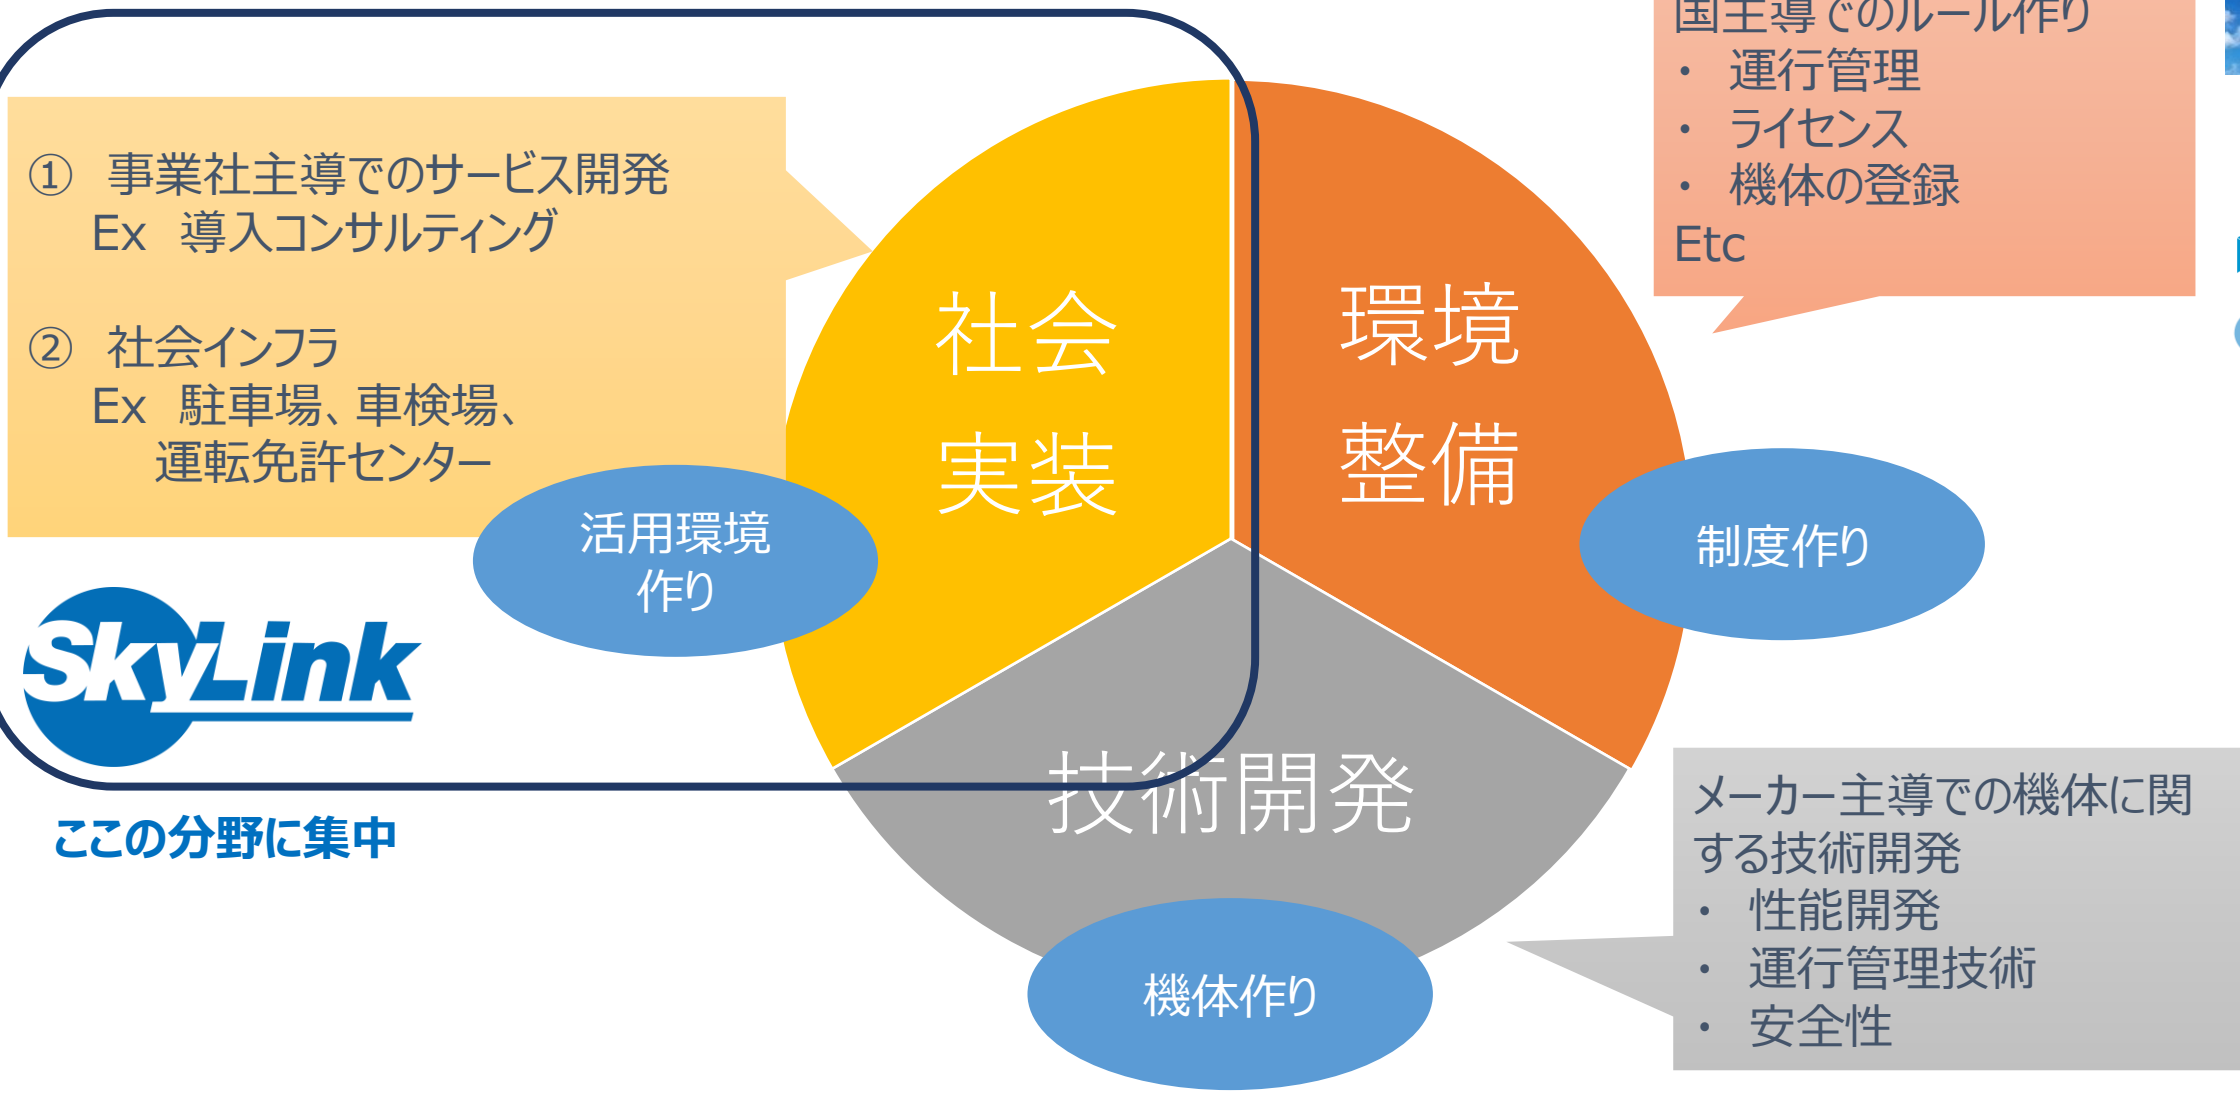 国主導でのルール作り
・ 運行管理
・ ライセンス
・ 機体の登録
Etc
① 事業社主導でのサービス開発
Ex 導入コンサルティング
② 社会インフラ
Ex 駐車場、車検場、
運転免許センター
社会
実装
環境
整備
活用環境
作り
制度作り
SkyLink
ここの分野に集中
技術開発
メーカー主導での機体に関
する技術開発
・ 性能開発
・ 運行管理技術
・ 安全性
機体作り